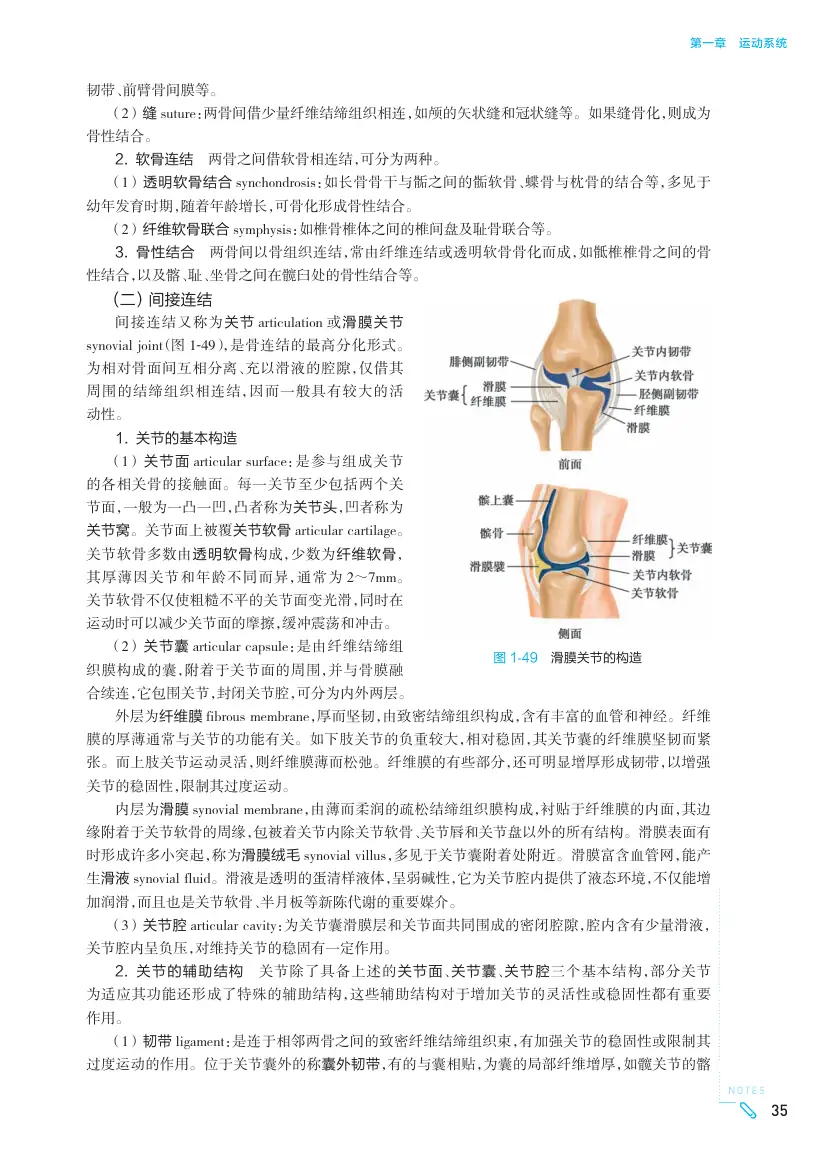 第一章 运动系统
韧带、前臂骨间膜等。
（2）缝 suture：两骨间借少量纤维结缔组织相连，如颅的矢状缝和冠状缝等。如果缝骨化，则成为
骨性结合。
2. 软骨连结 两骨之间借软骨相连结，可分为两种。
（1）透明软骨结合 synchondrosis：如长骨骨干与骺之间的骺软骨、蝶骨与枕骨的结合等，多见于
幼年发育时期，随着年龄增长，可骨化形成骨性结合。
（2）纤维软骨联合 symphysis：如椎骨椎体之间的椎间盘及耻骨联合等。
3. 骨性结合 两骨间以骨组织连结，常由纤维连结或透明软骨骨化而成，如骶椎椎骨之间的骨
性结合，以及髂、耻、坐骨之间在髋臼处的骨性结合等。
（二）间接连结
间接连结又称为关节 articulation 或滑膜关节
synovial joint（图 1-49），是骨连结的最高分化形式。
为相对骨面间互相分离、充以滑液的腔隙，仅借其
周围的结缔组织相连结，因而一般具有较大的活
动性。
1. 关节的基本构造
（1）关节面 articular surface：是参与组成关节
的各相关骨的接触面。每一关节至少包括两个关
节面，一般为一凸一凹，凸者称为关节头，凹者称为
关节窝。关节面上被覆关节软骨 articular cartilage。
关节软骨多数由透明软骨构成，少数为纤维软骨，
其厚薄因关节和年龄不同而异，通常为 2～7mm。
关节软骨不仅使粗糙不平的关节面变光滑，同时在
运动时可以减少关节面的摩擦，缓冲震荡和冲击。
（2）关节囊 articular capsule：是由纤维结缔组
织膜构成的囊，附着于关节面的周围，并与骨膜融
合续连，它包围关节，封闭关节腔，可分为内外两层。
腓侧副韧带
关节囊
滑膜
纤维膜
关节内韧带
关节内软骨
胫侧副韧带
纤维膜
滑膜
前面
髌上囊
髌骨
滑膜襞
纤维膜
滑膜
关节囊
关节内软骨
关节软骨
侧面
图 1-49 滑膜关节的构造
外层为纤维膜 fibrous membrane，厚而坚韧，由致密结缔组织构成，含有丰富的血管和神经。纤维
膜的厚薄通常与关节的功能有关。如下肢关节的负重较大，相对稳固，其关节囊的纤维膜坚韧而紧
张。而上肢关节运动灵活，则纤维膜薄而松弛。纤维膜的有些部分，还可明显增厚形成韧带，以增强
关节的稳固性，限制其过度运动。
内层为滑膜 synovial membrane，由薄而柔润的疏松结缔组织膜构成，衬贴于纤维膜的内面，其边
缘附着于关节软骨的周缘，包被着关节内除关节软骨、关节唇和关节盘以外的所有结构。滑膜表面有
时形成许多小突起，称为滑膜绒毛 synovial villus，多见于关节囊附着处附近。滑膜富含血管网，能产
生滑液 synovial fluid。滑液是透明的蛋清样液体，呈弱碱性，它为关节腔内提供了液态环境，不仅能增
加润滑，而且也是关节软骨、半月板等新陈代谢的重要媒介。
（3）关节腔 articular cavity：为关节囊滑膜层和关节面共同围成的密闭腔隙，腔内含有少量滑液，
关节腔内呈负压，对维持关节的稳固有一定作用。
2. 关节的辅助结构 关节除了具备上述的关节面、关节囊、关节腔三个基本结构，部分关节
为适应其功能还形成了特殊的辅助结构，这些辅助结构对于增加关节的灵活性或稳固性都有重要
作用。
（1）韧带 ligament：是连于相邻两骨之间的致密纤维结缔组织束，有加强关节的稳固性或限制其
过度运动的作用。位于关节囊外的称囊外韧带，有的与囊相贴，为囊的局部纤维增厚，如髋关节的髂
NOTES
35